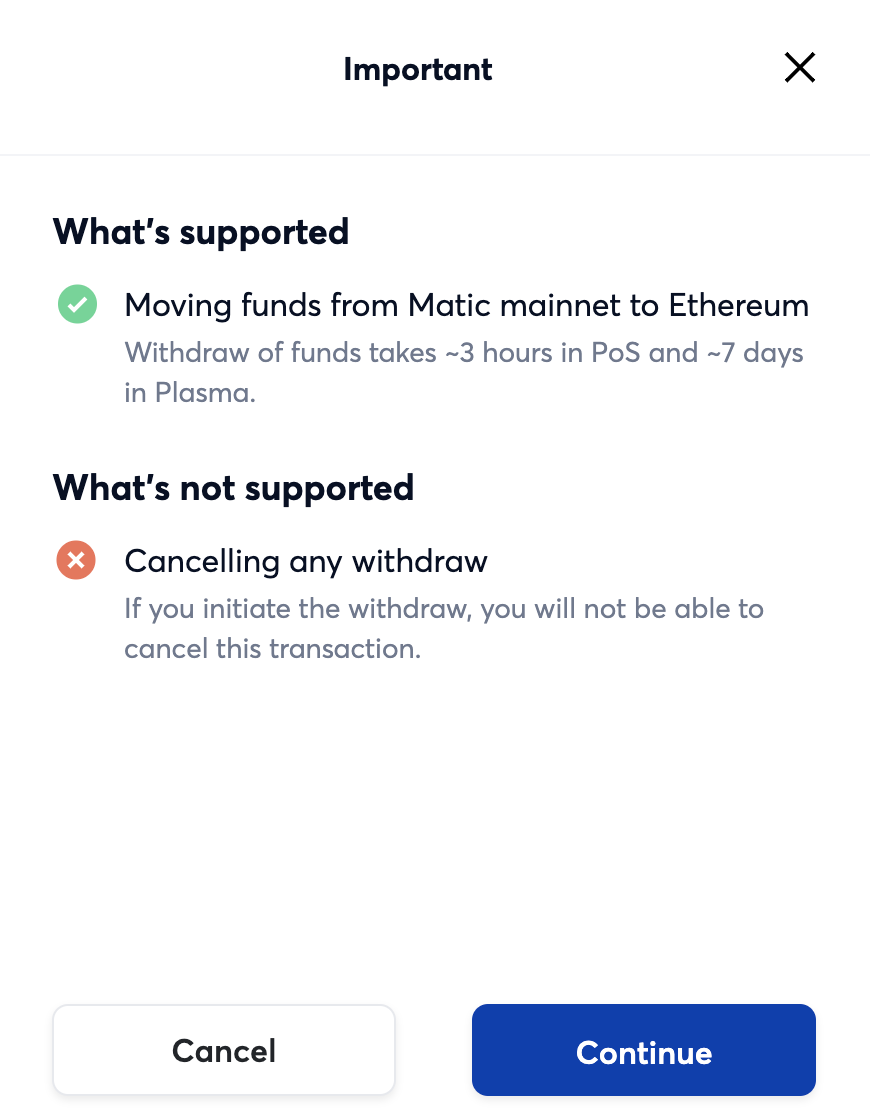 Important
What's supported
Moving funds from Matic mainnet to Ethereum
Withdraw of funds takes ~3 hours in PoS and ~7 days
in Plasma.
What's not supported
Cancelling any withdraw
If you initiate the withdraw, you will not be able to
cancel this transaction.
Cancel
Continue